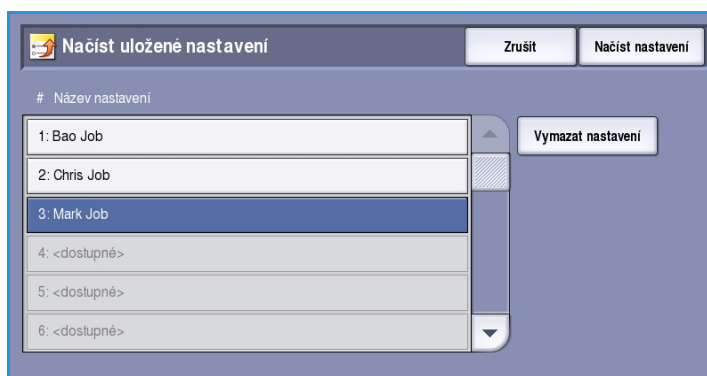 Načíst uložené nastavení
Zrušit
Načíst nastavení
# Název nastavení
1: Bao Job
2: Chris Job
3: Mark Job
4: <dostupné>
5: <dostupné>
6: <dostupné>
Vymazat nastavení